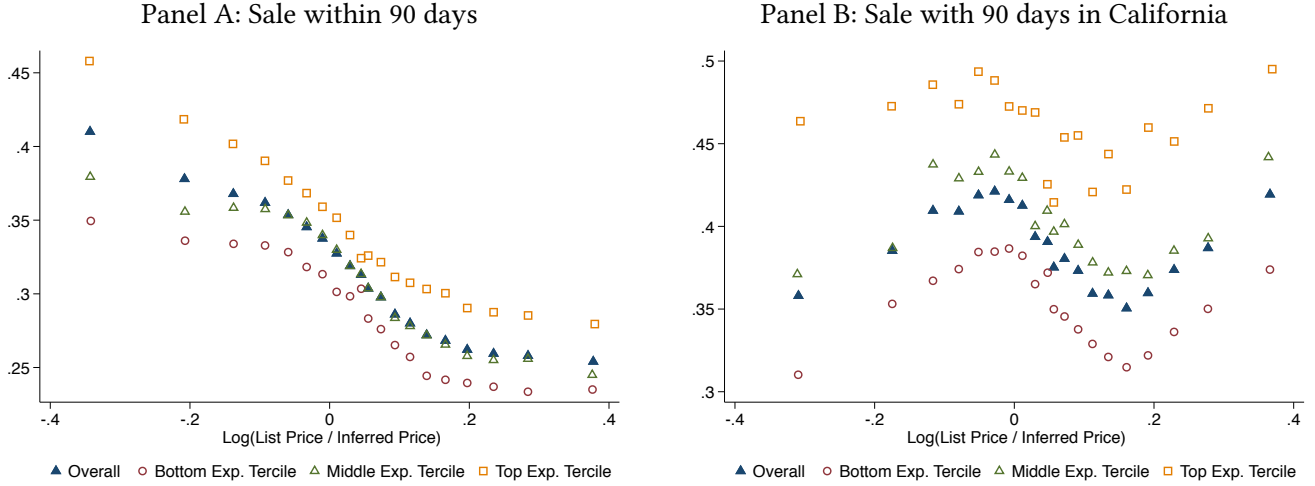 Panel A: Sale within 90 days
.45
.4
.35
.3
.25
-.4 -.2 0 .2 .4
Log(List Price / Inferred Price)
Overall Bottom Exp. Tercile Middle Exp. Tercile Top Exp. Tercile
Panel B: Sale with 90 days in California
.5
.45
.4
.35
.3
-.4 -.2 0 .2 .4
Log(List Price / Inferred Price)
Overall Bottom Exp. Tercile Middle Exp. Tercile Top Exp. Tercile